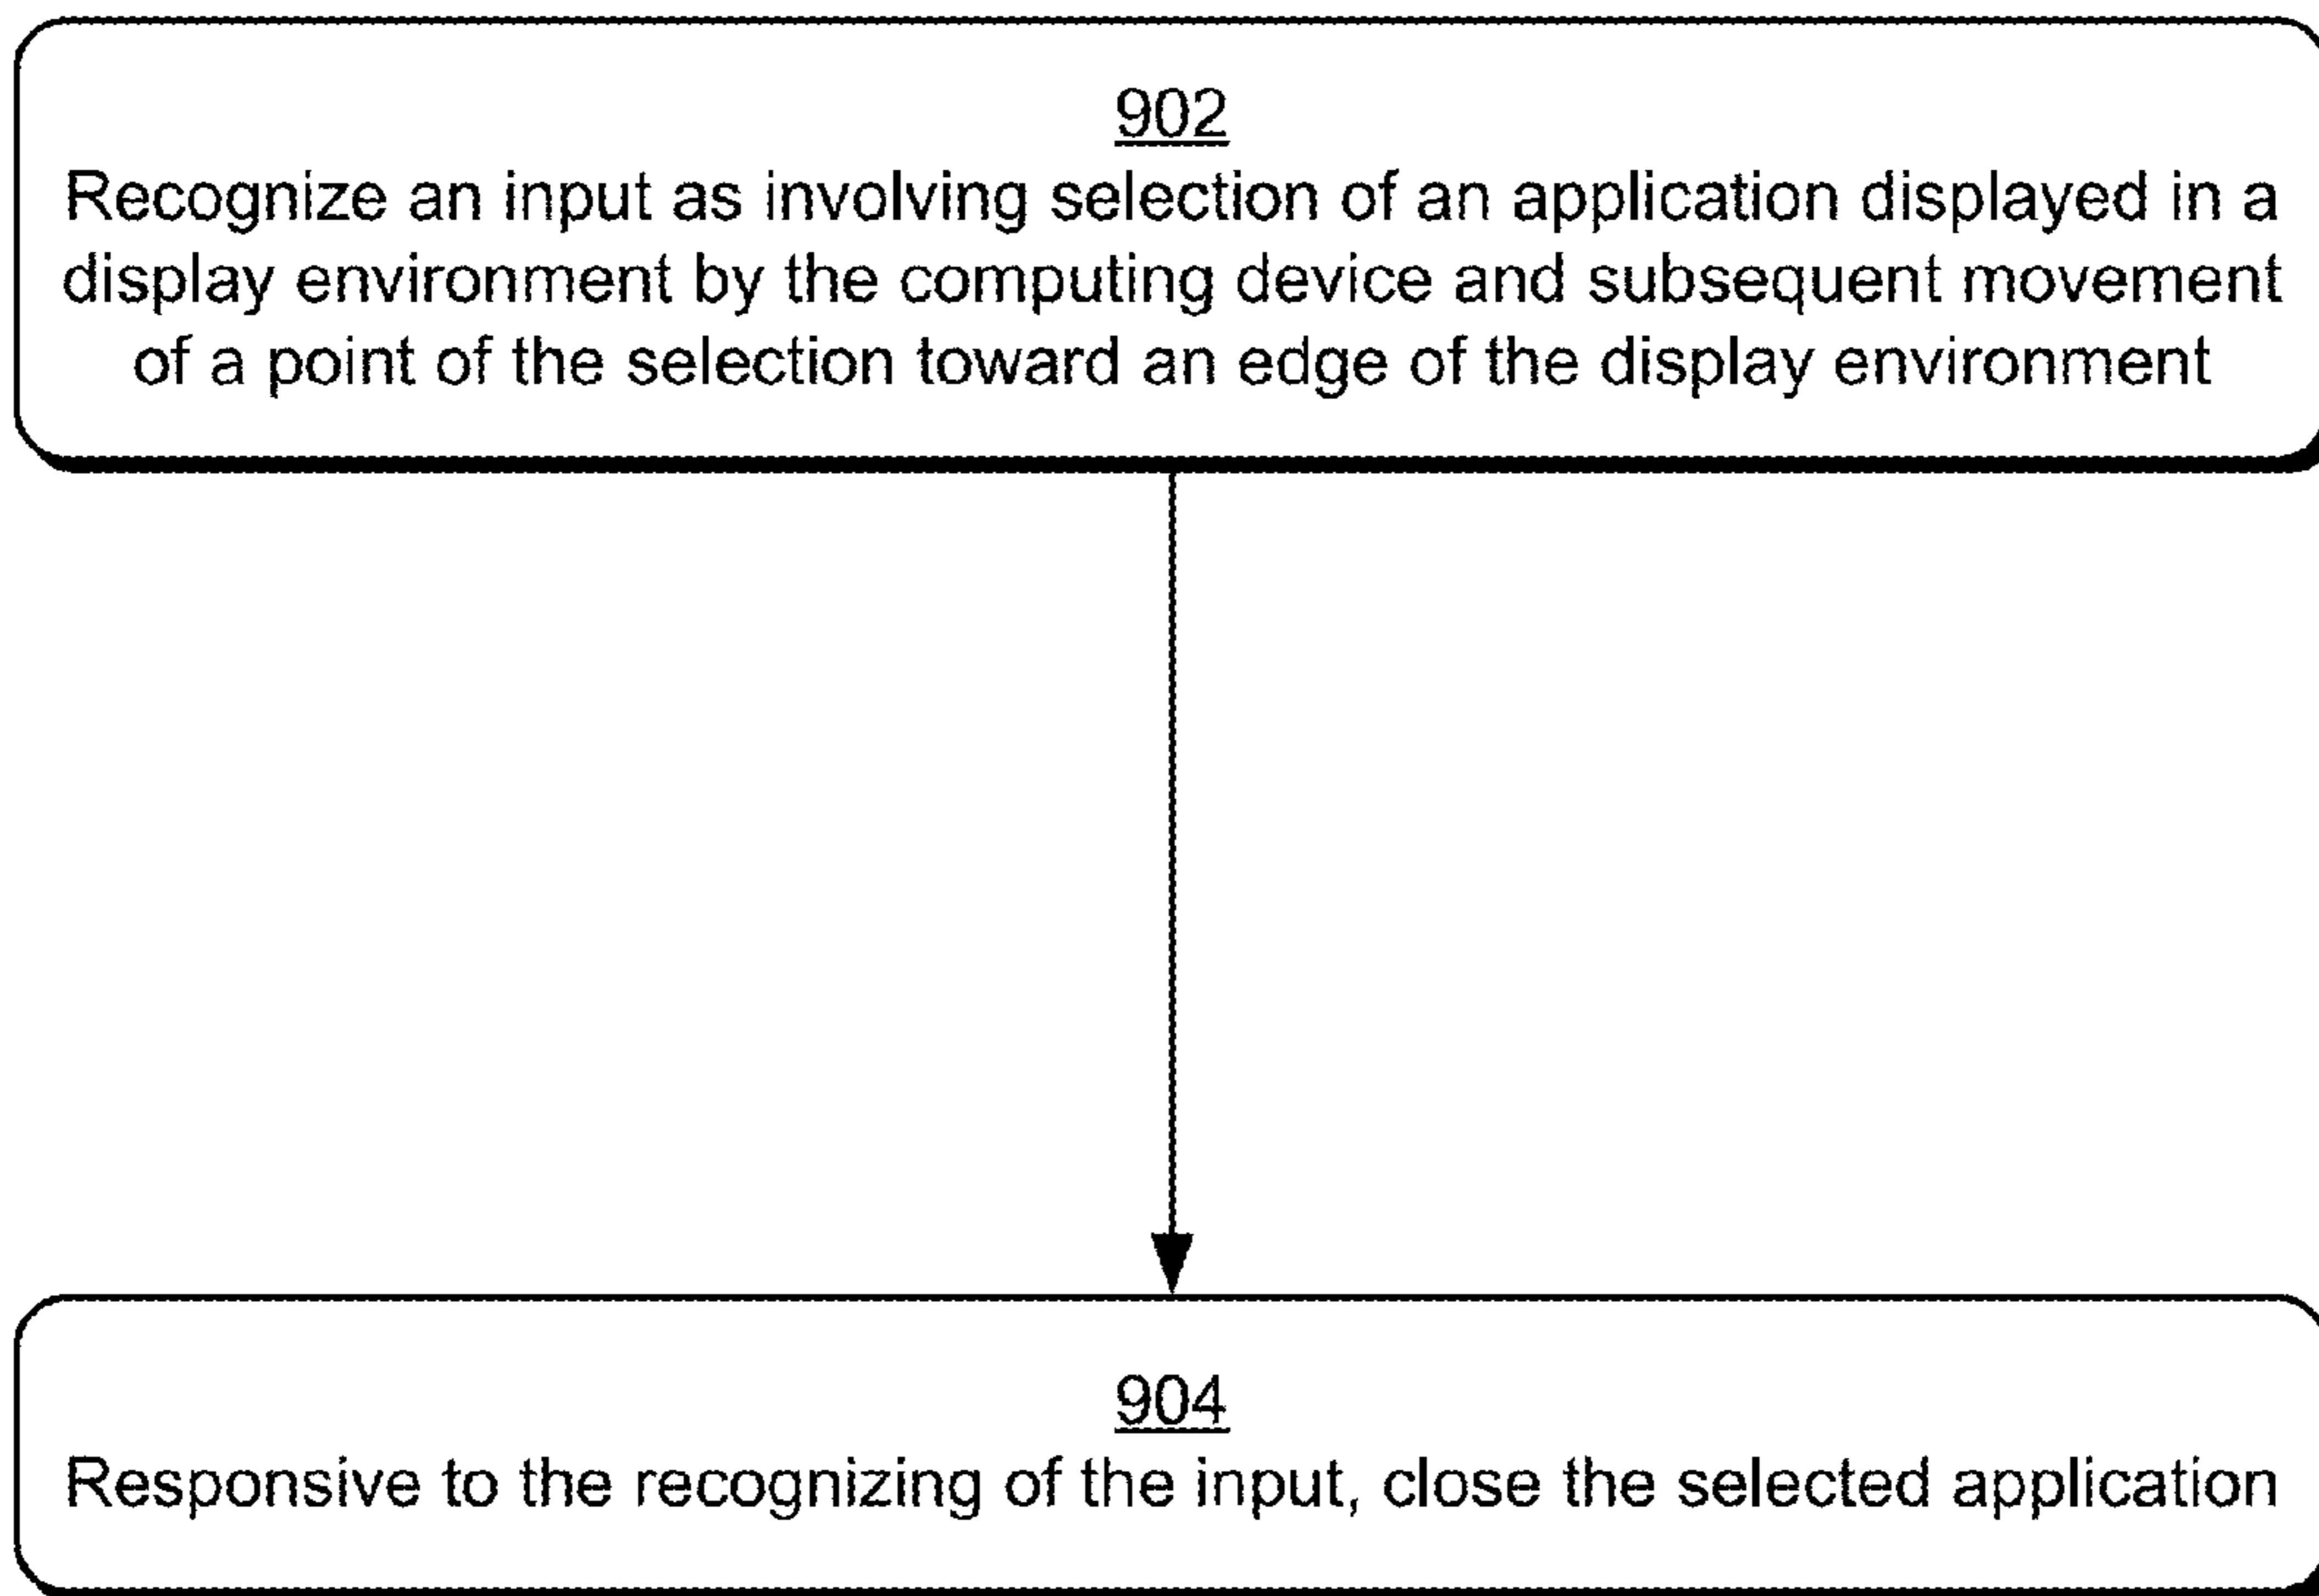 902
Recognize an input as involving selection of an application displayed in a
display environment by the computing device and subsequent movement
of a point of the selection toward an edge of the display environment
904
Responsive to the recognizing of the input, close the selected application